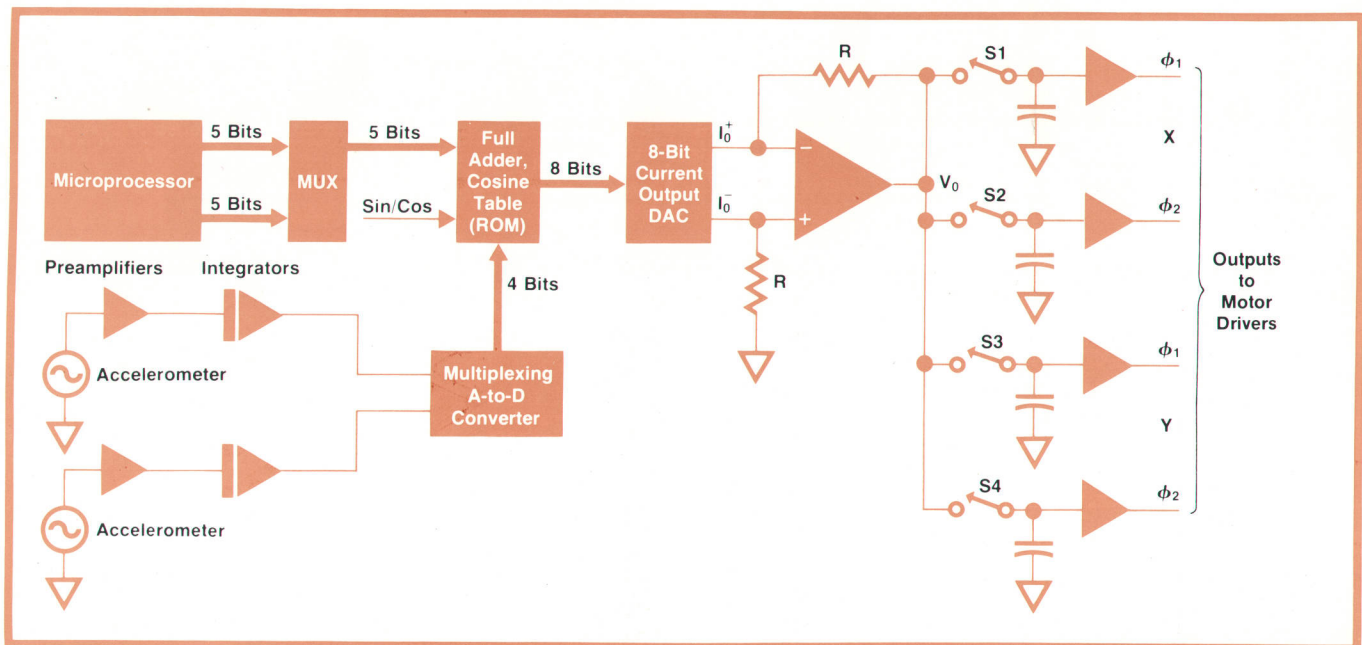 Microprocessor
5 Bits
5 Bits
MUX
5 Bits
Sin/Cos
Full
Adder,
Cosine
Table
(ROM)
8 Bits
8-Bit
Current
Output
DAC
I₀⁺
I₀⁻
R
−
+
R
V₀
S1
ϕ₁
X
S2
ϕ₂
S3
ϕ₁
Y
S4
ϕ₂
Outputs
to
Motor
Drivers
Preamplifiers
Integrators
4 Bits
Accelerometer
Multiplexing
A-to-D
Converter
Accelerometer